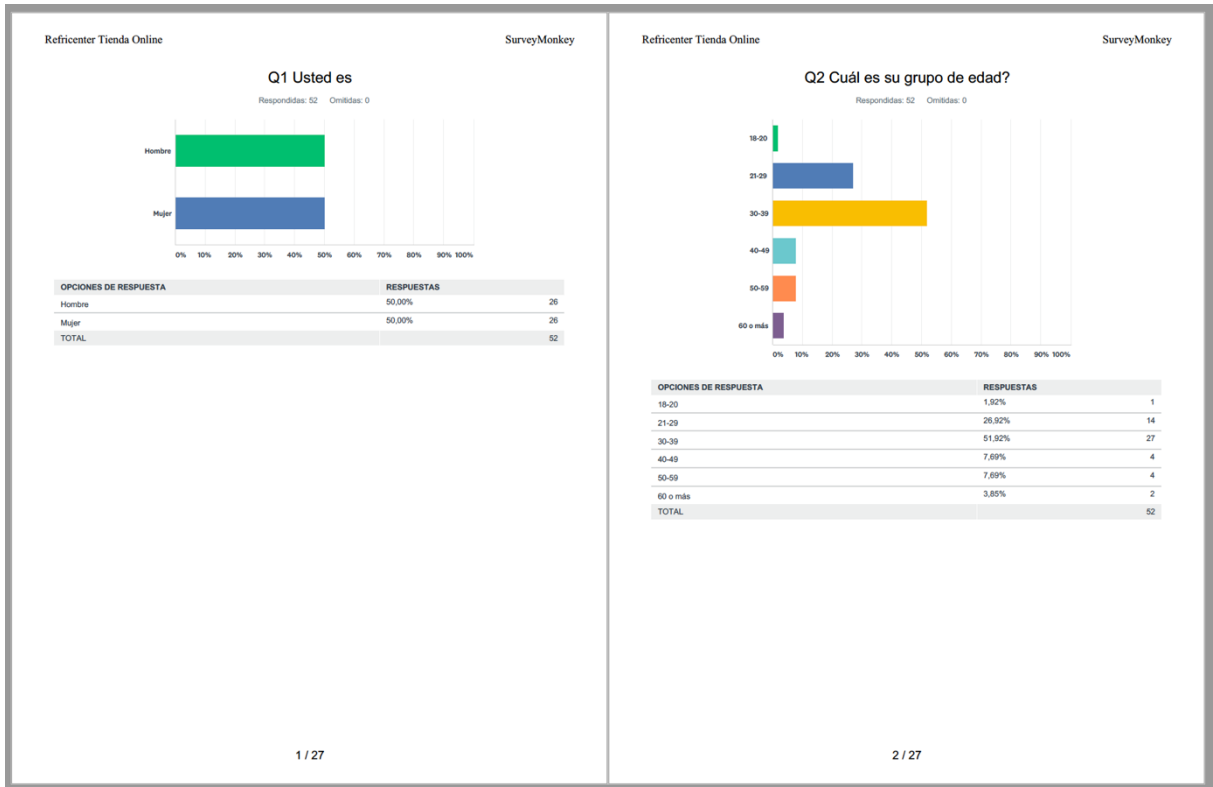 Refricenter Tienda Online SurveyMonkey
Q1 Usted es
Respondidas: 52 Omitidas: 0
Hombre
Mujer
0% 10% 20% 30% 40% 50% 60% 70% 80% 90% 100%
OPCIONES DE RESPUESTA RESPUESTAS
Hombre 50,00% 26
Mujer 50,00% 26
TOTAL 52
1 / 27
Refricenter Tienda Online SurveyMonkey
Q2 Cuál es su grupo de edad?
Respondidas: 52 Omitidas: 0
18-20
21-29
30-39
40-49
50-59
60 o más
0% 10% 20% 30% 40% 50% 60% 70% 80% 90% 100%
OPCIONES DE RESPUESTA RESPUESTAS
18-20 1,92% 1
21-29 26,92% 14
30-39 51,92% 27
40-49 7,69% 4
50-59 7,69% 4
60 o más 3,85% 2
TOTAL 52
2 / 27